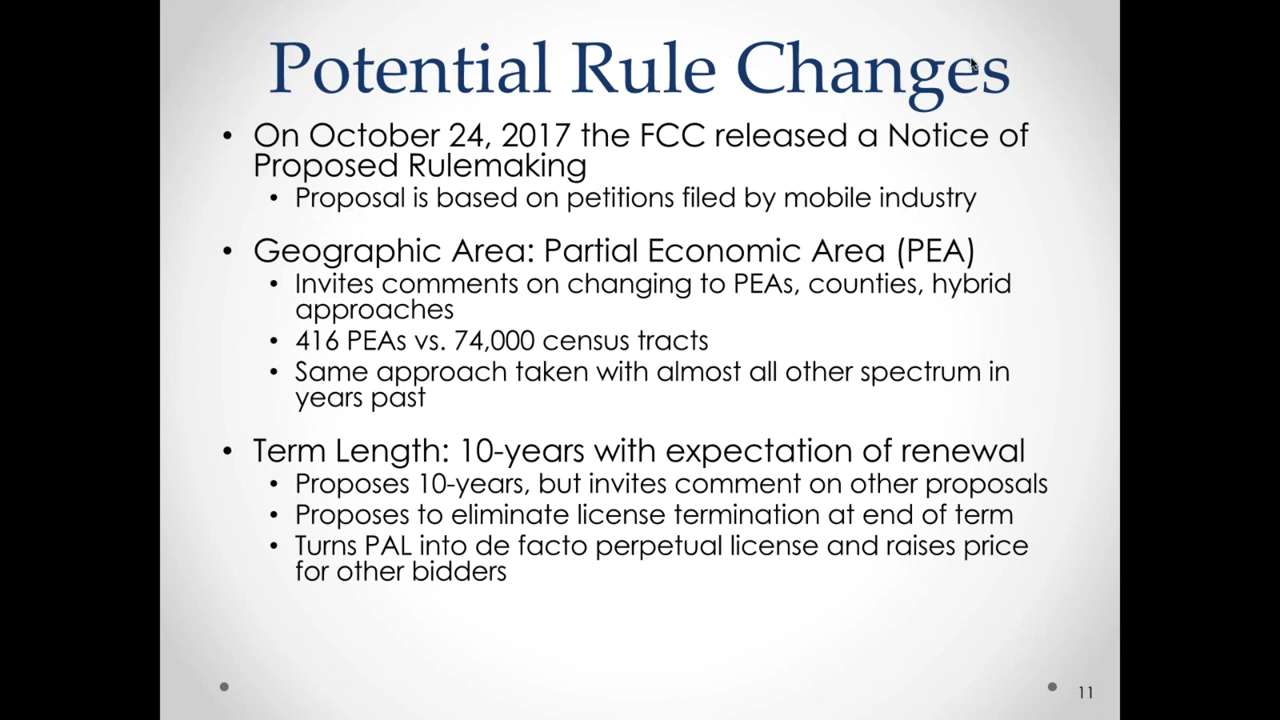 Potential Rule Changes
• On October 24, 2017 the FCC released a Notice of
Proposed Rulemaking
• Proposal is based on petitions filed by mobile industry
• Geographic Area: Partial Economic Area (PEA)
• Invites comments on changing to PEAs, counties, hybrid
approaches
• 416 PEAs vs. 74,000 census tracts
• Same approach taken with almost all other spectrum in
years past
• Term Length: 10-years with expectation of renewal
• Proposes 10-years, but invites comment on other proposals
• Proposes to eliminate license termination at end of term
• Turns PAL into de facto perpetual license and raises price
for other bidders
11